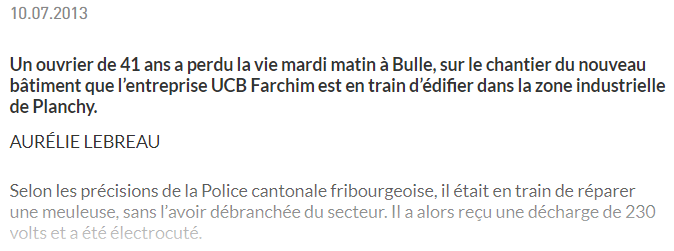 10.07.2013
Un ouvrier de 41 ans a perdu la vie mardi matin à Bulle, sur le chantier du nouveau
bâtiment que l’entreprise UCB Farchim est en train d’édifier dans la zone industrielle
de Planchy.
AURÉLIE LEBREAU
Selon les précisions de la Police cantonale fribourgeoise, il était en train de réparer
une meuleuse, sans l’avoir débranchée du secteur. Il a alors reçu une décharge de 230
volts et a été électrocuté.